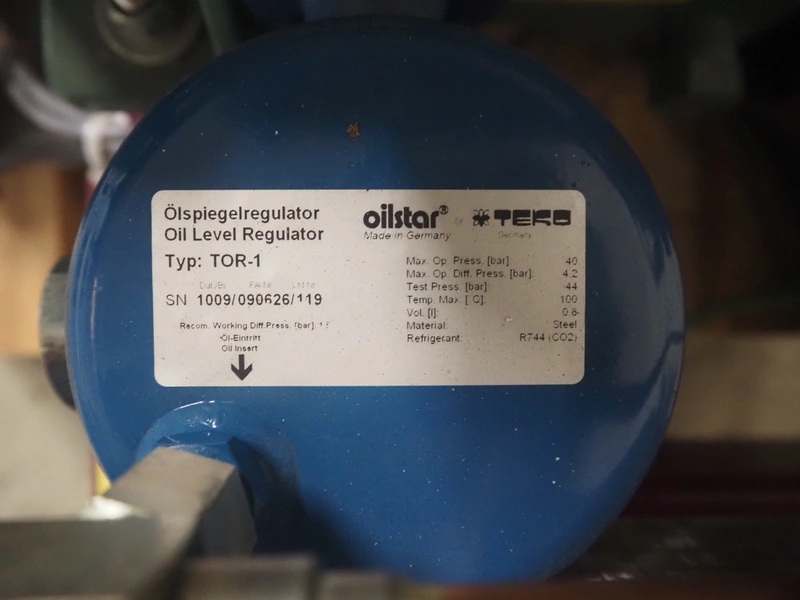 Ölspiegelregulator
Oil Level Regulator
Typ: TOR-1
SN 1009/090626/119
Recom. Working Diff.Press. [bar]:
Öl-Eintritt
Oil Insert
oilstar® by TEKO
Made in Germany Germany
Max. Op. Press. [bar]: 40
Max. Op. Diff. Press. [bar]: 4.2
Test Press. [bar]: 44
Temp. Max. [°C]: 100
Vol. [l]: 0.8
Material: Steel
Refrigerant: R744 (CO2)